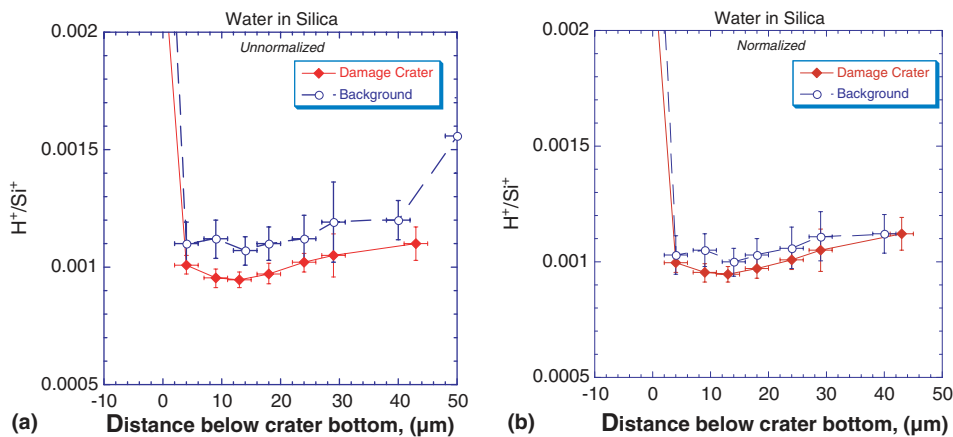 Water in Silica
Unnormalized
Damage Crater
- Background
0.002
0.0015
0.001
0.0005
H⁺/Si⁺
-10 0 10 20 30 40 50
(a) Distance below crater bottom, (µm)
Water in Silica
Normalized
Damage Crater
- Background
0.002
0.0015
0.001
0.0005
H⁺/Si⁺
-10 0 10 20 30 40 50
(b) Distance below crater bottom, (µm)